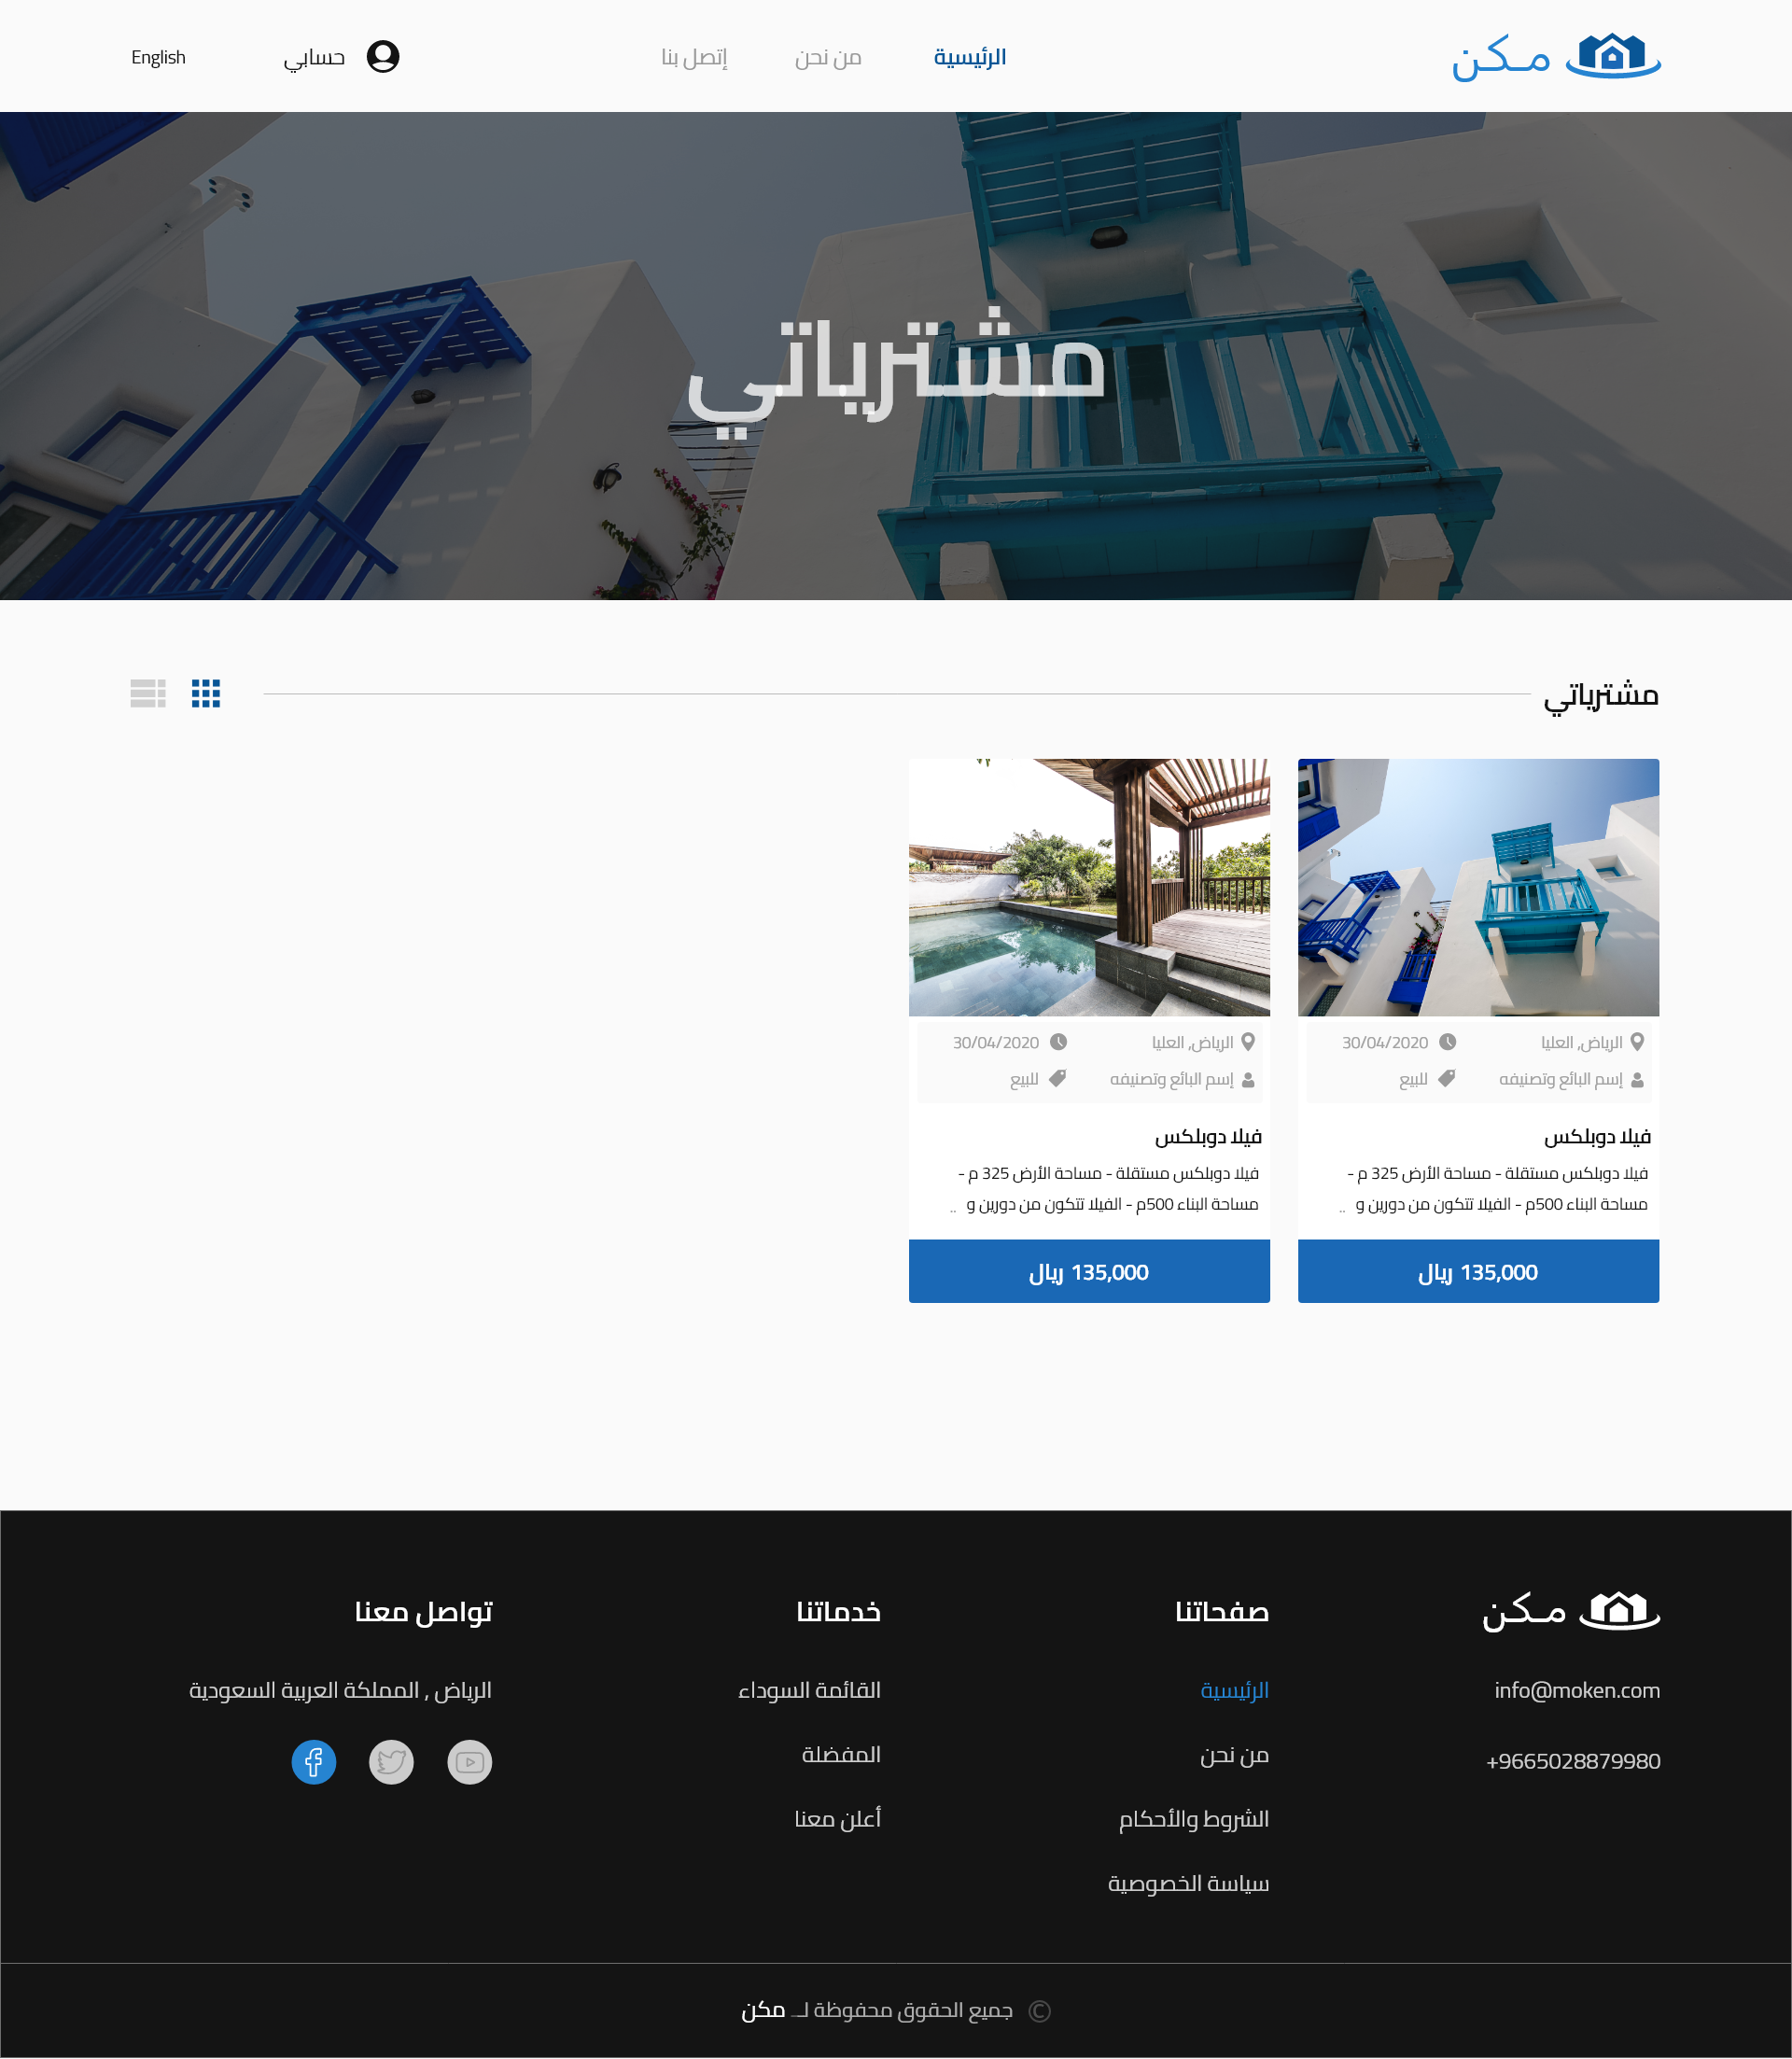 مـكـن
الرئيسية
من نحن
إتصل بنا
حسابي
English
مشترياتي
مشترياتي
الرياض, العليا
30/04/2020
إسم البائع وتصنيفه
للبيع
فيلا دوبلكس
فيلا دوبلكس مستقلة - مساحة الأرض 325 م -
مساحة البناء 500م - الفيلا تتكون من دورين و ..
135,000 ريال
الرياض, العليا
30/04/2020
إسم البائع وتصنيفه
للبيع
فيلا دوبلكس
فيلا دوبلكس مستقلة - مساحة الأرض 325 م -
مساحة البناء 500م - الفيلا تتكون من دورين و ..
135,000 ريال
مـكـن
info@moken.com
+9665028879980
صفحاتنا
الرئيسية
من نحن
الشروط والأحكام
سياسة الخصوصية
خدماتنا
القائمة السوداء
المفضلة
أعلن معنا
تواصل معنا
الرياض , المملكة العربية السعودية
© جميع الحقوق محفوظة لـ مكن